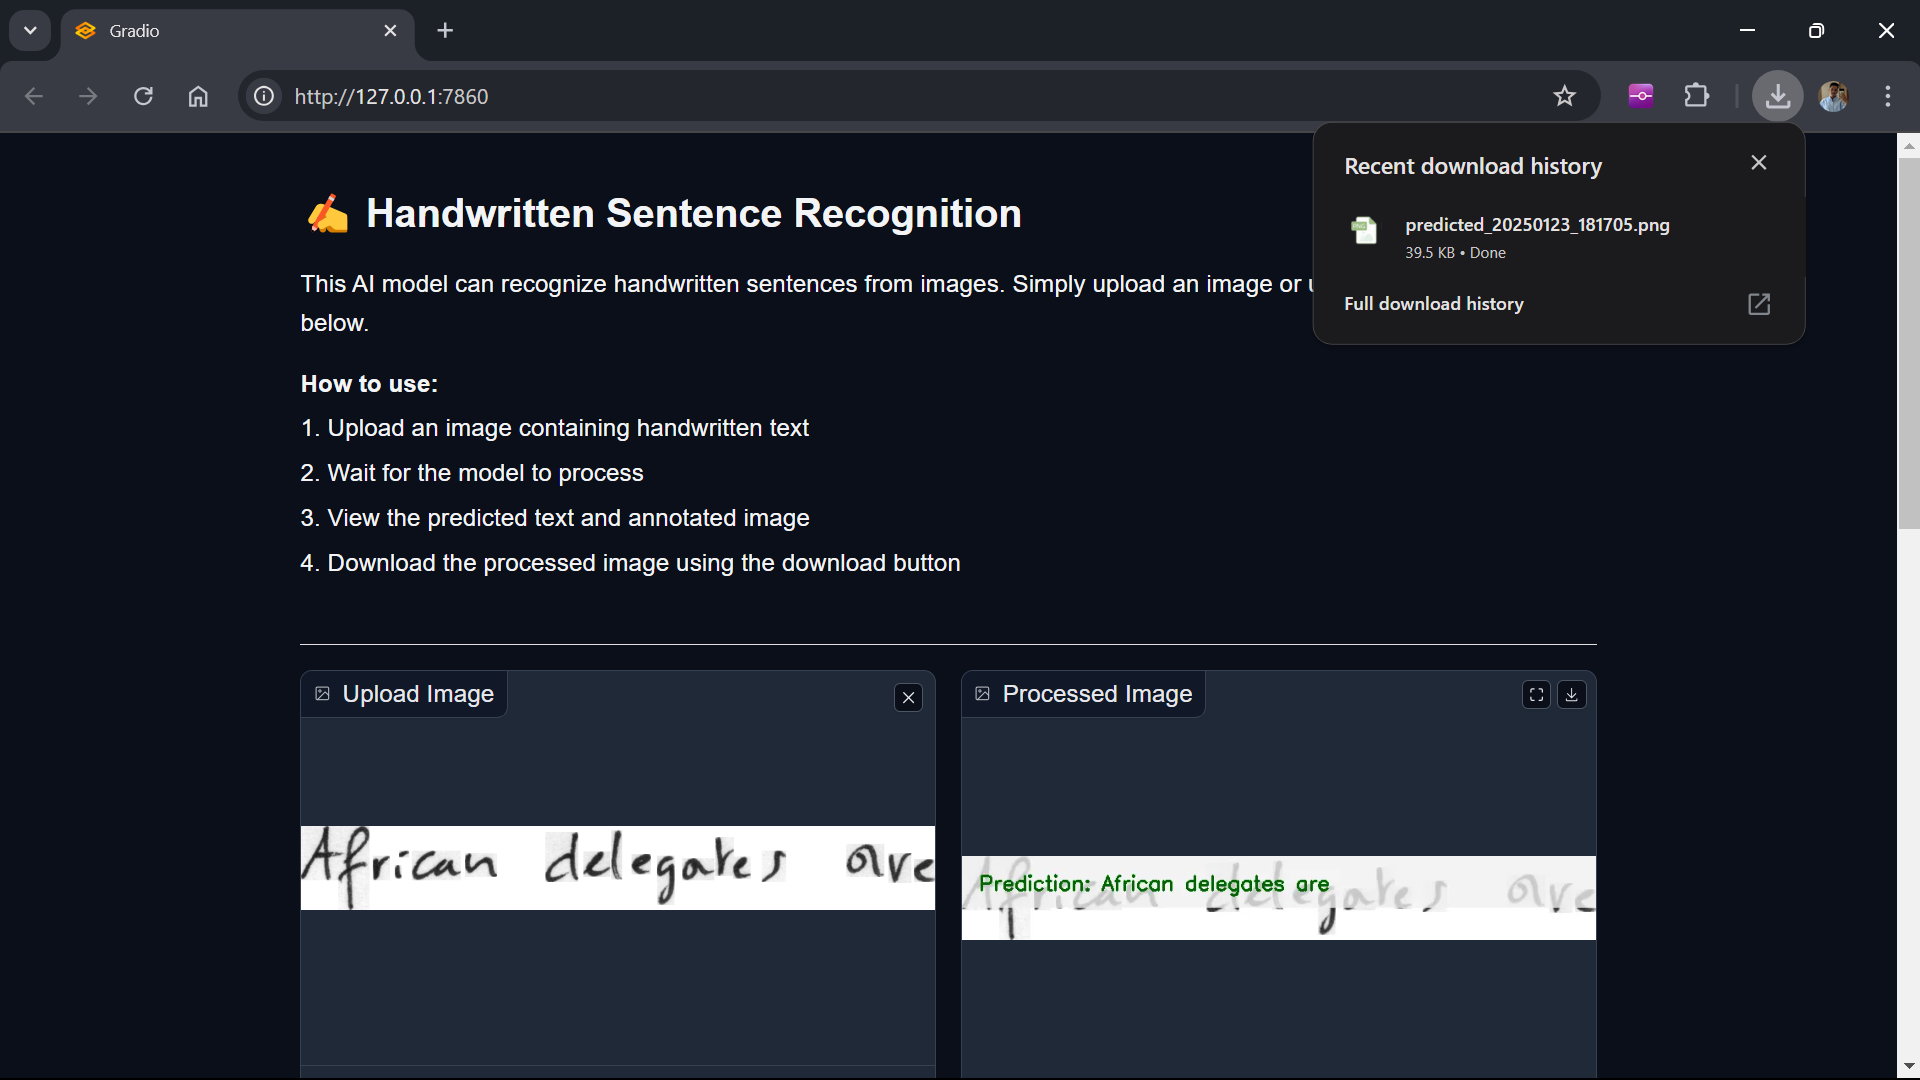 Gradio
http://127.0.0.1:7860
Recent download history
predicted_20250123_181705.png
39.5 KB • Done
Full download history
✍️ Handwritten Sentence Recognition
This AI model can recognize handwritten sentences from images. Simply upload an image or
below.
How to use:
1. Upload an image containing handwritten text
2. Wait for the model to process
3. View the predicted text and annotated image
4. Download the processed image using the download button
Upload Image
African delegates are
Processed Image
Prediction: African delegates are
African delegates are